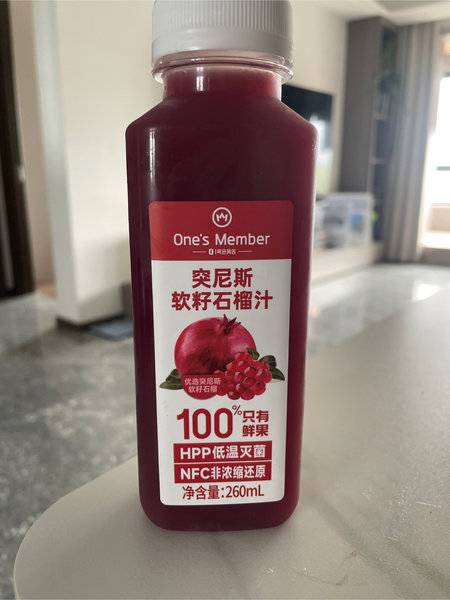 One's Member
突尼斯
软籽石榴汁
优选突尼斯
软籽石榴
100%只有
鲜果
HPP低温灭菌
NFC非浓缩还原
净含量:260mL